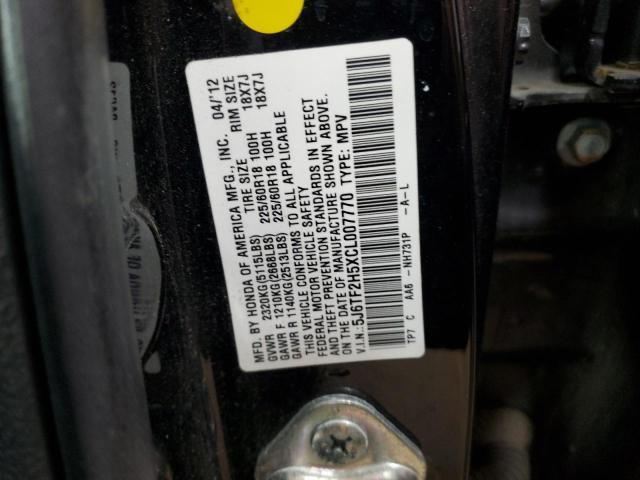 MFD. BY HONDA OF AMERICA MFG., INC. 04/'12
TIRE SIZE RIM SIZE
GVWR 2320KG(5115LBS)
GAWR F 1210KG(2668LBS) 225/60R18 100H 18X7J
GAWR R 1140KG(2513LBS) 225/60R18 100H 18X7J
THIS VEHICLE CONFORMS TO ALL APPLICABLE
FEDERAL MOTOR VEHICLE SAFETY
AND THEFT PREVENTION STANDARDS IN EFFECT
ON THE DATE OF MANUFACTURE SHOWN ABOVE.
V.I.N.:5J6TF2H5XCL007770 TYPE: MPV
TP7 C AA6 -NH731P -A-L